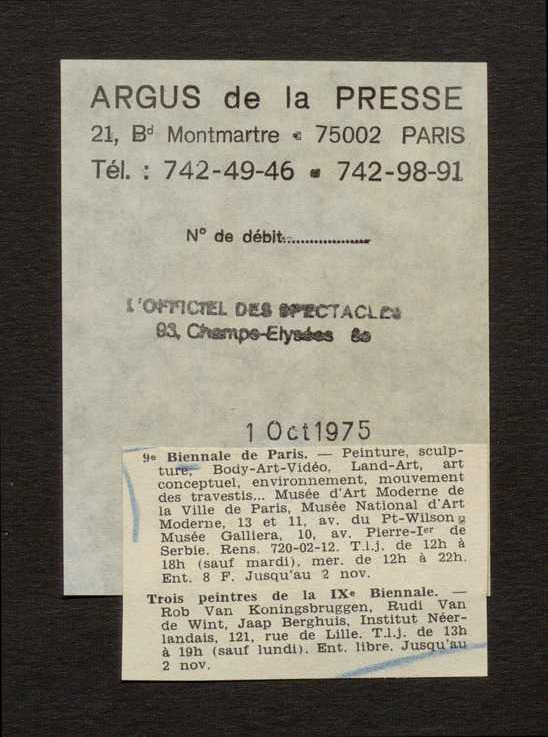 ARGUS de la PRESSE
21, Bd Montmartre • 75002 PARIS
Tél. : 742-49-46 • 742-98-91
N° de débit..................
L'OFFICIEL DES SPECTACLES
93, Champs-Elysées 8e
1 Oct 1975
9e Biennale de Paris. — Peinture, sculp-
ture, Body-Art-Vidéo, Land-Art, art
conceptuel, environnement, mouvement
des travestis... Musée d'Art Moderne de
la Ville de Paris, Musée National d'Art
Moderne, 13 et 11, av. du Pt-Wilson,
Musée Galliera, 10, av. Pierre-Ier de
Serbie. Rens. 720-02-12. T.l.j. de 12h à
18h (sauf mardi), mer. de 12h à 22h.
Ent. 8 F. Jusqu'au 2 nov.
Trois peintres de la IXe Biennale. —
Rob Van Koningsbruggen, Rudi Van
de Wint, Jaap Berghuis, Institut Néer-
landais, 121, rue de Lille. T.l.j. de 13h
à 19h (sauf lundi). Ent. libre. Jusqu'au
2 nov.